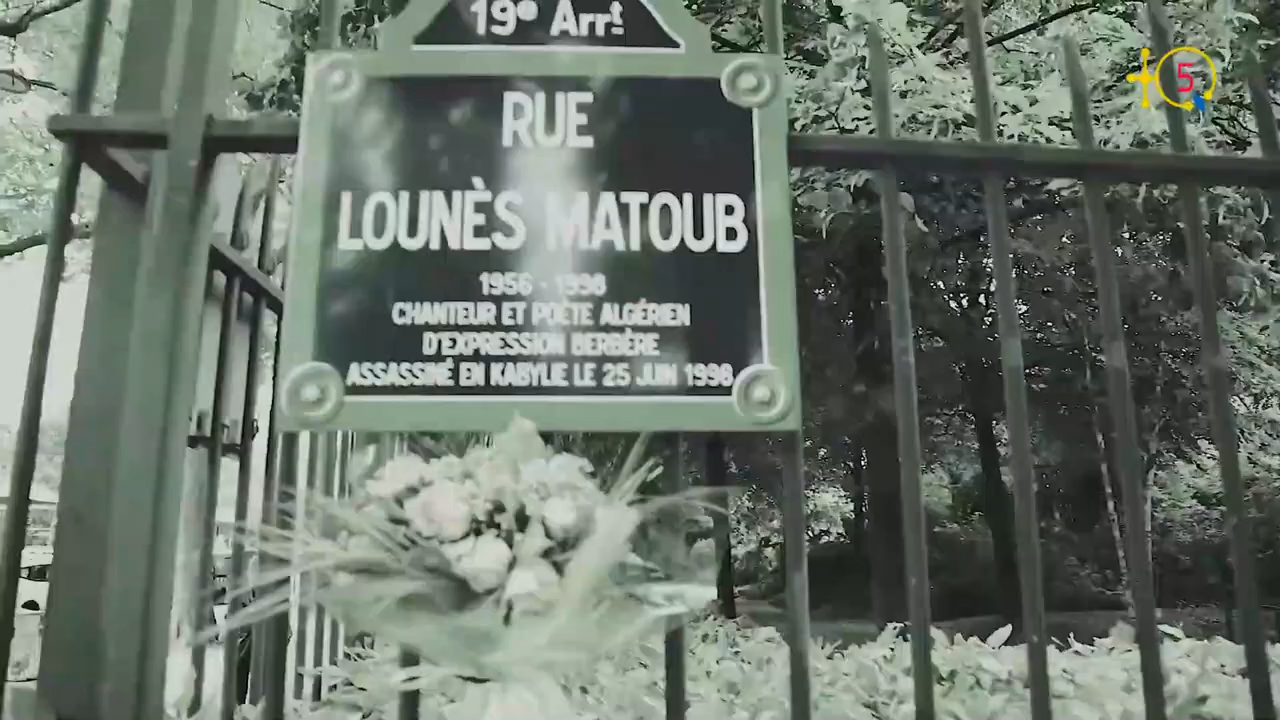 19e Arrt
RUE
LOUNÈS MATOUB
1956 - 1998
CHANTEUR ET POÈTE ALGÉRIEN
D'EXPRESSION BERBÈRE
ASSASSINÉ EN KABYLIE LE 25 JUIN 1998
5